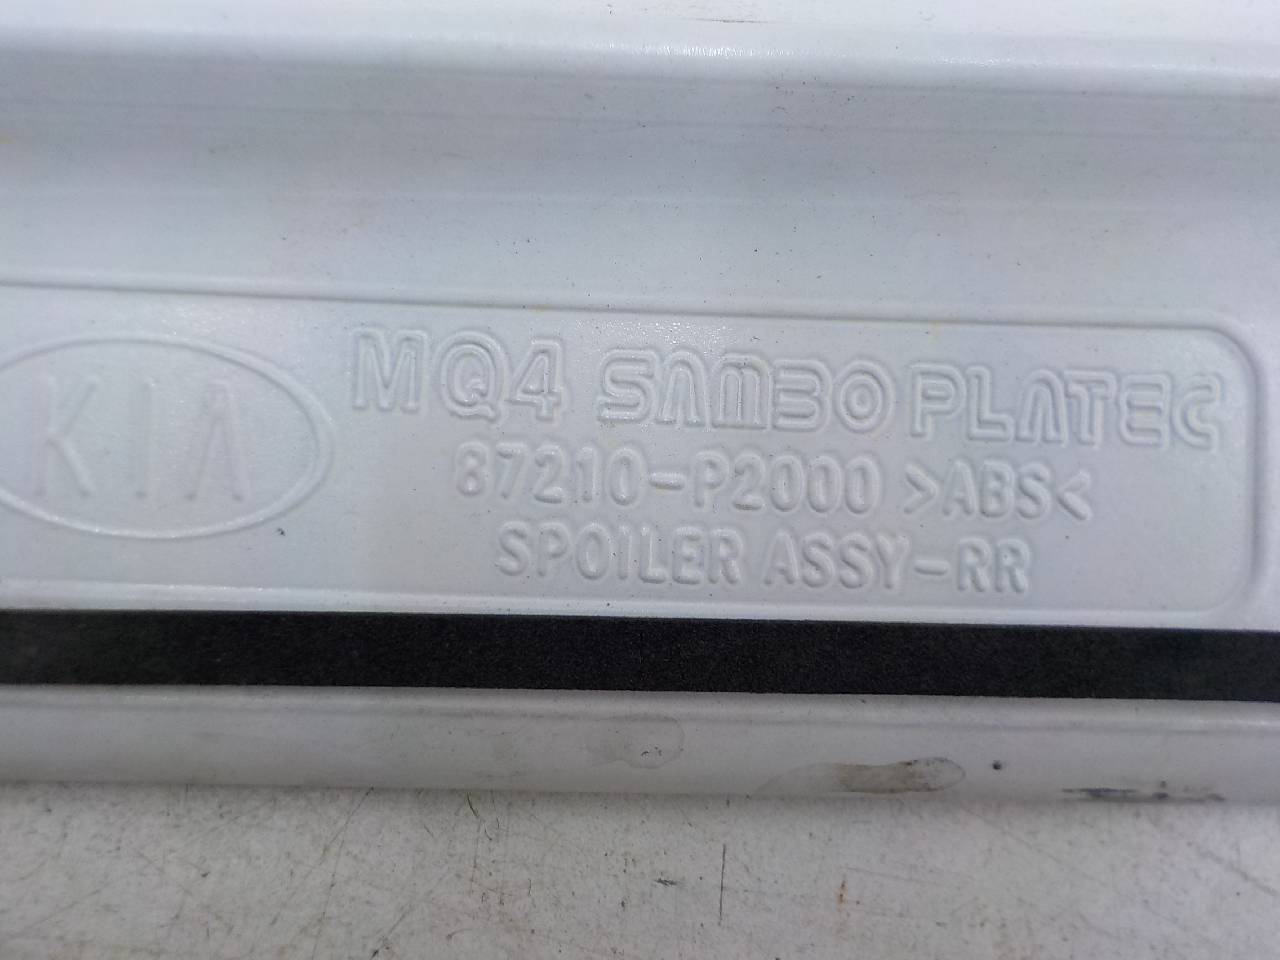 KIA
MQ4 SAMBO PLATEC
87210-P2000 >ABS<
SPOILER ASSY-RR